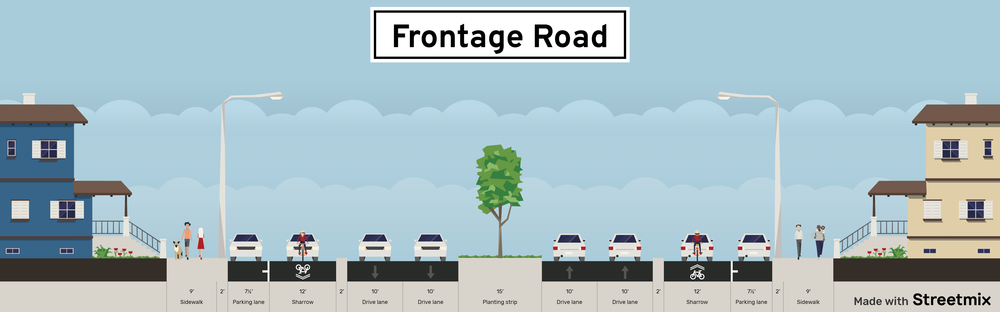 Frontage Road
9′
2′
7½′
12′
2′
10′
10′
15′
10′
10′
2′
12′
7½′
2′
9′
Sidewalk
Parking lane
Sharrow
Drive lane
Drive lane
Planting strip
Drive lane
Drive lane
Sharrow
Parking lane
Sidewalk
Made with Streetmix